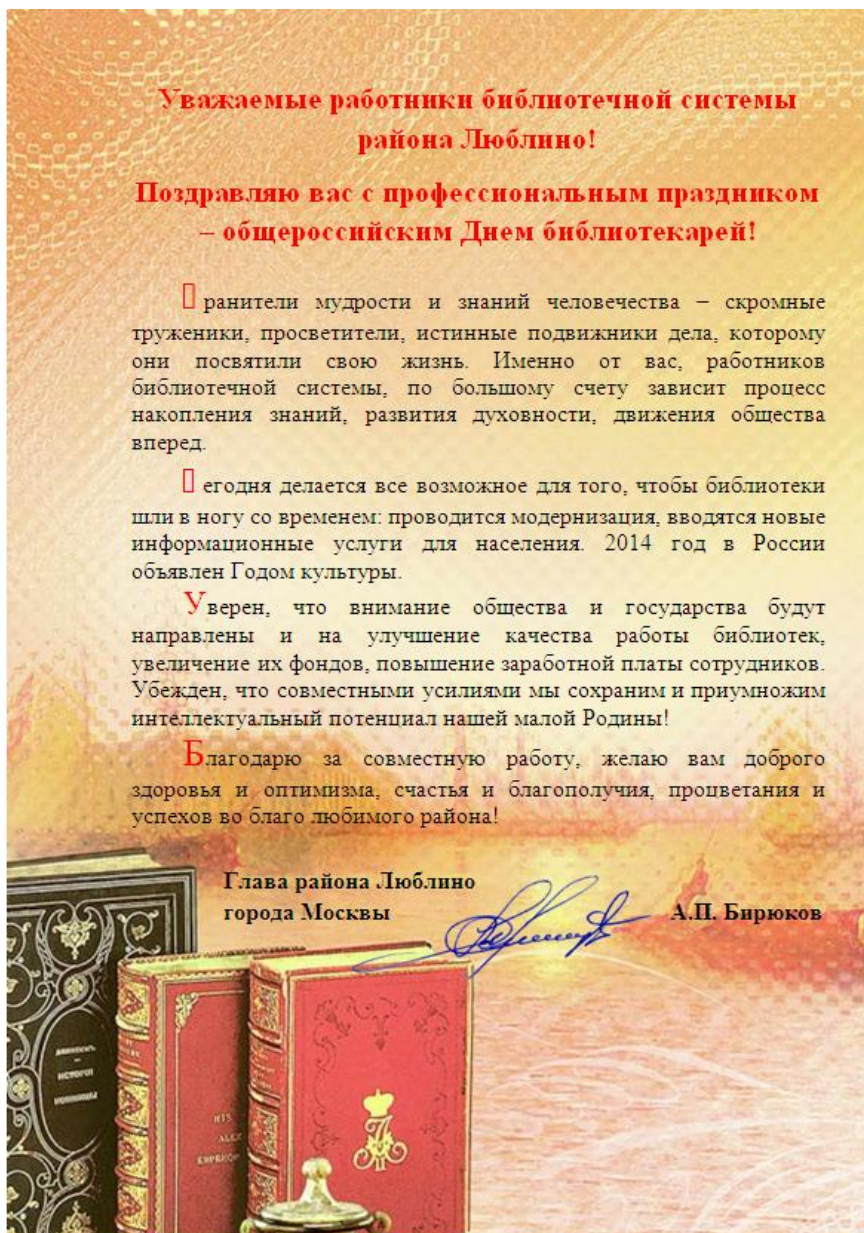 Уважаемые работники библиотечной системы
района Люблино!
Поздравляю вас с профессиональным праздником
– общероссийским Днем библиотекарей!
▯ранители мудрости и знаний человечества – скромные
труженики, просветители, истинные подвижники дела, которому
они посвятили свою жизнь. Именно от вас, работников
библиотечной системы, по большому счету зависит процесс
накопления знаний, развития духовности, движения общества
вперед.
▯егодня делается все возможное для того, чтобы библиотеки
шли в ногу со временем: проводится модернизация, вводятся новые
информационные услуги для населения. 2014 год в России
объявлен Годом культуры.
Уверен, что внимание общества и государства будут
направлены и на улучшение качества работы библиотек,
увеличение их фондов, повышение заработной платы сотрудников.
Убежден, что совместными усилиями мы сохраним и приумножим
интеллектуальный потенциал нашей малой Родины!
Благодарю за совместную работу, желаю вам доброго
здоровья и оптимизма, счастья и благополучия, процветания и
успехов во благо любимого района!
Глава района Люблино
города Москвы А.П. Бирюков
ИСТОРІЯ
HIS